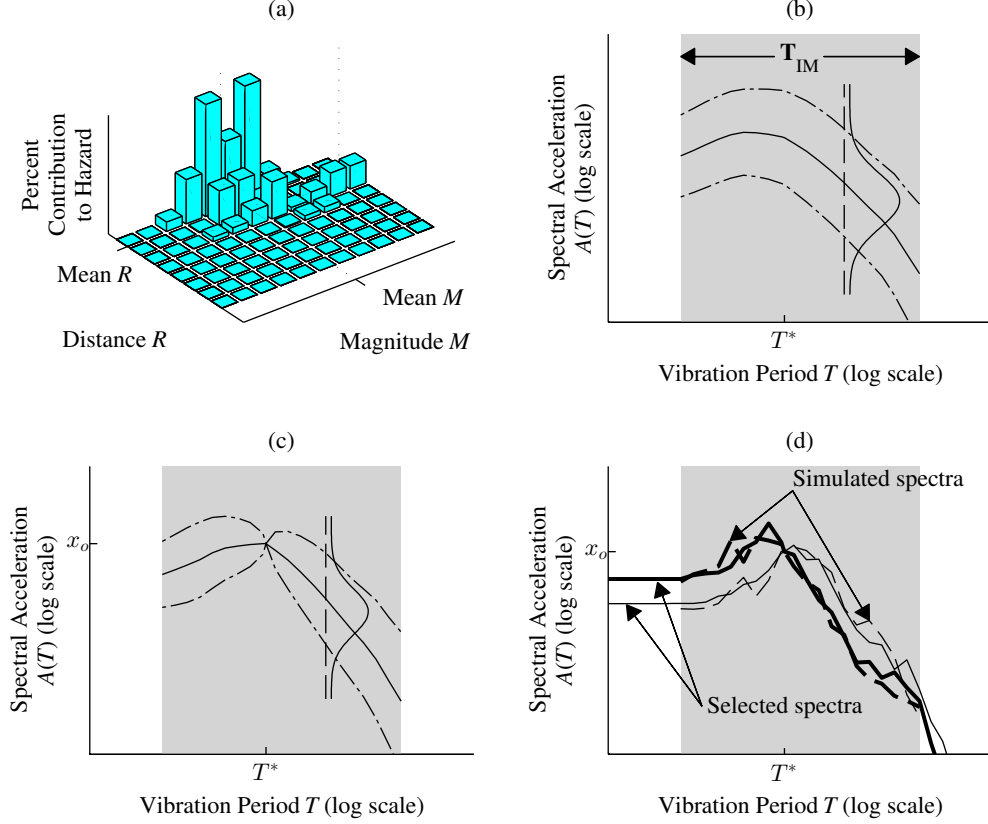 (a)
Percent
Contribution
to Hazard
Mean R
Distance R
Mean M
Magnitude M
(b)
Spectral Acceleration
A(T) (log scale)
T_IM
T*
Vibration Period T (log scale)
(c)
Spectral Acceleration
A(T) (log scale)
x_o
T*
Vibration Period T (log scale)
(d)
Spectral Acceleration
A(T) (log scale)
x_o
Simulated spectra
Selected spectra
T*
Vibration Period T (log scale)